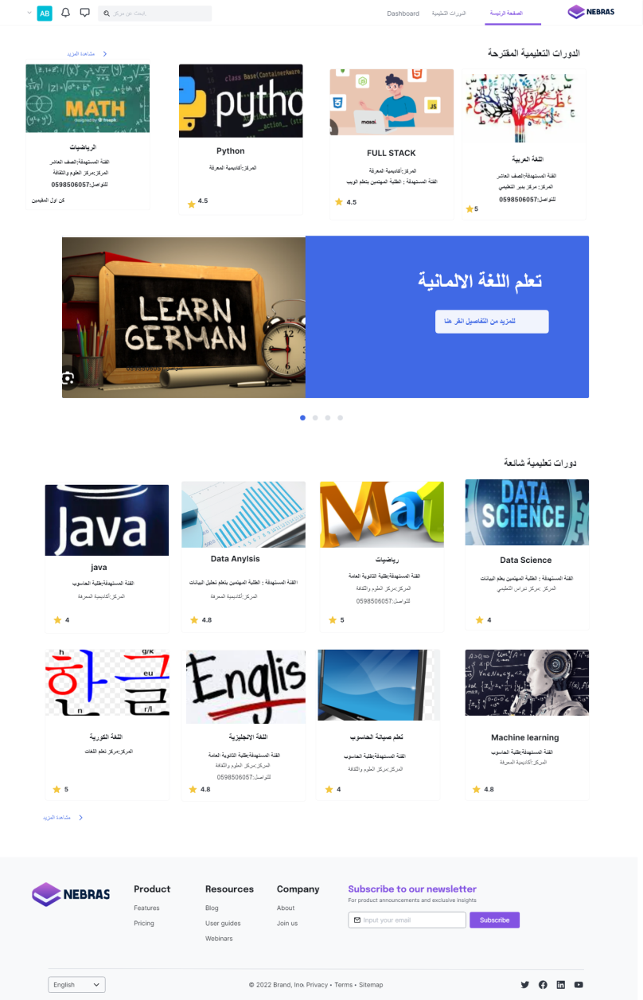 NEBRAS
الصفحة الرئيسة
الدورات التعليمية
Dashboard
ابحث عن مركز..
AB
الدورات التعليمية المقترحة
مشاهدة المزيد
اللغة العربية
الفئة المستهدفة:الصف العاشر
المركز: مركز بدير التعليمي
للتواصل:0598506057
5
JS
masai.
FULL STACK
المركز:أكاديمية المعرفة
الفئة المستهدفة : الطلبة المهتمين بتعلم الويب
4.5
class Base(ContainerAware,
pytho
Python
المركز:أكاديمية المعرفة
4.5
MATH
designed by freepik
الرياضيات
الفئة المستهدفة:الصف العاشر
المركز:مركز العلوم والثقافة
للتواصل:0598506057
كن اول المقيمين
تعلم اللغة الالمانية
للمزيد من التفاصيل انقر هنا
LEARN
GERMAN
للتواصل:0598506057
دورات تعليمية شائعة
DATA
SCIENCE
Data Science
الفئة المستهدفة : الطلبة المهتمين بعلم البيانات
المركز :مركز نبراس التعليمي
4
Mat
رياضيات
الفئة المستهدفة:طلبة الثانوية العامة
المركز:مركز العلوم والثقافة
للتواصل:0598506057
5
Data Anylsis
الفئة المستهدفة : الطلبة المهتمين بتعلم تحليل البيانات
المركز:أكاديمية المعرفة
4.8
Java
java
الفئة المستهدفة:طلبة الحاسوب
المركز:أكاديمية المعرفة
4
Machine learning
الفئة المستهدفة:طلبة الحاسوب
المركز:أكاديمية المعرفة
4.8
تعلم صيانة الحاسوب
الفئة المستهدفة:طلبة الحاسوب
المركز:مركز العلوم والثقافة
4
Englis
اللغة الانجليزية
الفئة المستهدفة:طلبة الثانوية العامة
المركز:مركز العلوم والثقافة
للتواصل:0598506057
4.8
h g/k
한글
eu
n r/l
اللغة الكورية
المركز:مركز تعلم اللغات
5
مشاهدة المزيد
NEBRAS
Product
Features
Pricing
Resources
Blog
User guides
Webinars
Company
About
Join us
Subscribe to our newsletter
For product announcements and exclusive insights
Input your email
Subscribe
English
© 2022 Brand, Inc. Privacy • Terms • Sitemap